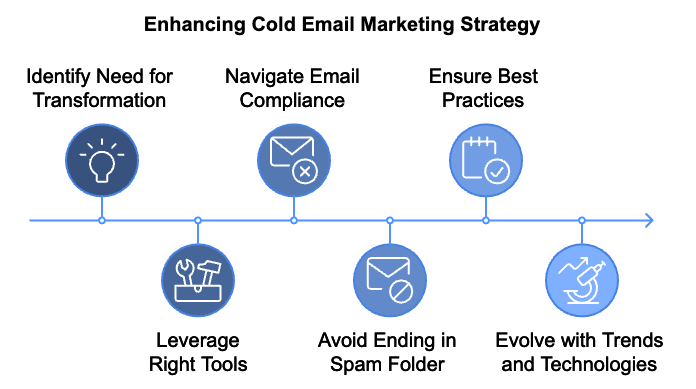 Enhancing Cold Email Marketing Strategy
Identify Need for
Transformation
Navigate Email
Compliance
Ensure Best
Practices
Leverage
Right Tools
Avoid Ending in
Spam Folder
Evolve with Trends
and Technologies